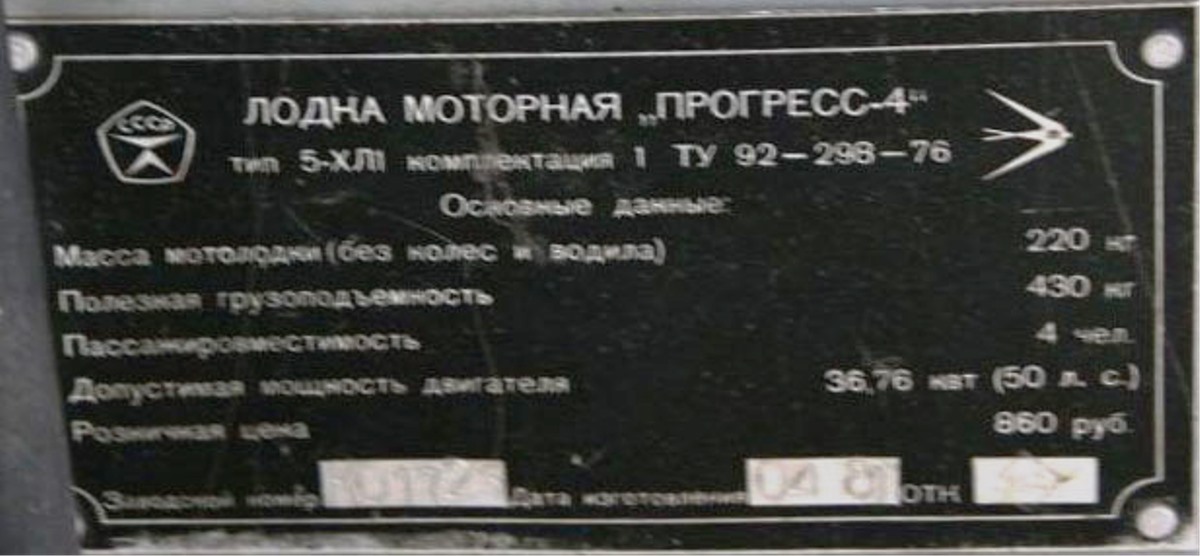 СССР
ЛОДКА МОТОРНАЯ „ПРОГРЕСС-4“
тип 5-ХЛ1 комплектация 1 ТУ 92-298-76
Основные данные:
Масса мотолодки (без колес и водила) 220 кг
Полезная грузоподъемность 430 кг
Пассажировместимость 4 чел.
Допустимая мощность двигателя 36,76 квт (50 л. с.)
Розничная цена 860 руб.
Заводской номер Дата изготовления 04 81 ОТК